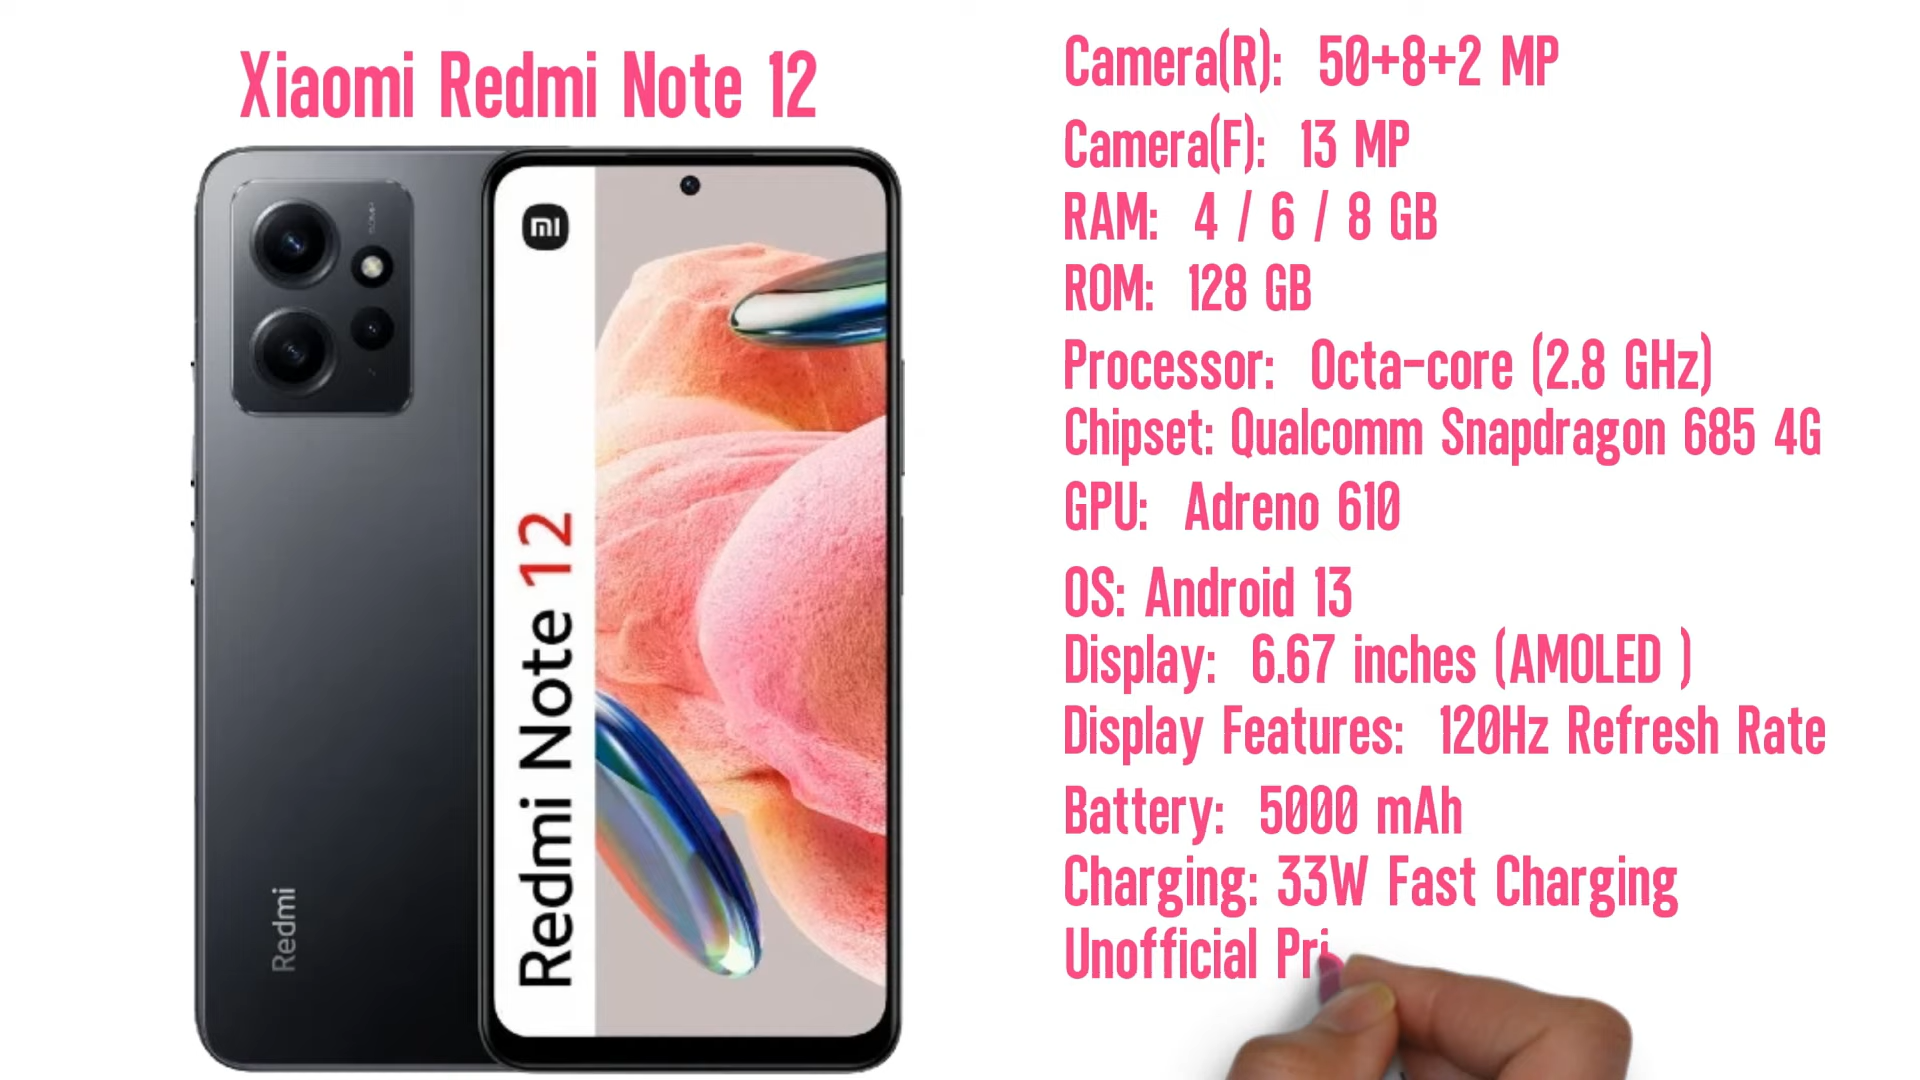 Xiaomi Redmi Note 12
Camera(R): 50+8+2 MP
Camera(F): 13 MP
RAM: 4 / 6 / 8 GB
ROM: 128 GB
Processor: Octa-core (2.8 GHz)
Chipset: Qualcomm Snapdragon 685 4G
GPU: Adreno 610
OS: Android 13
Display: 6.67 inches (AMOLED )
Display Features: 120Hz Refresh Rate
Battery: 5000 mAh
Charging: 33W Fast Charging
Unofficial Pri
50MP
mi
Redmi Note 12
Redmi